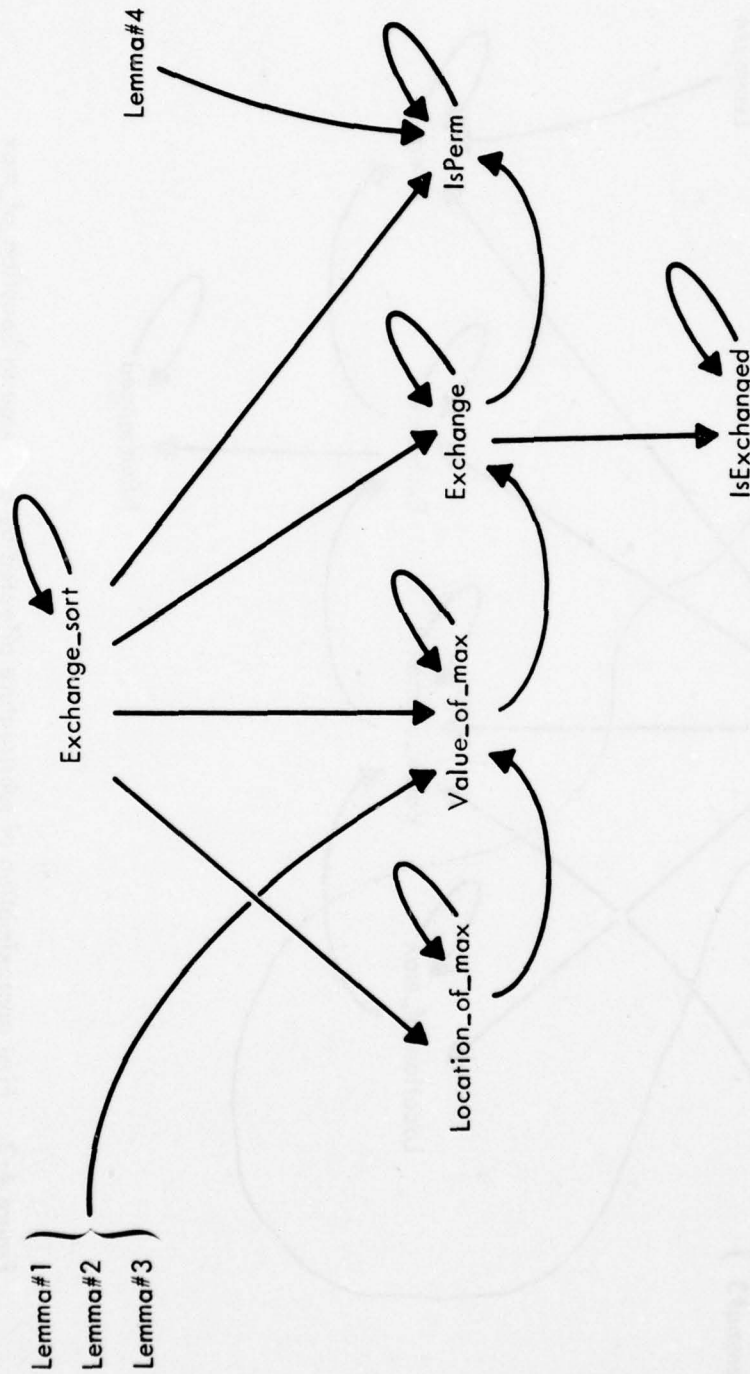 Lemma#1
Lemma#2
Lemma#3
Exchange_sort
Lemma#4
Location_of_max
Value_of_max
Exchange
IsPerm
IsExchanged